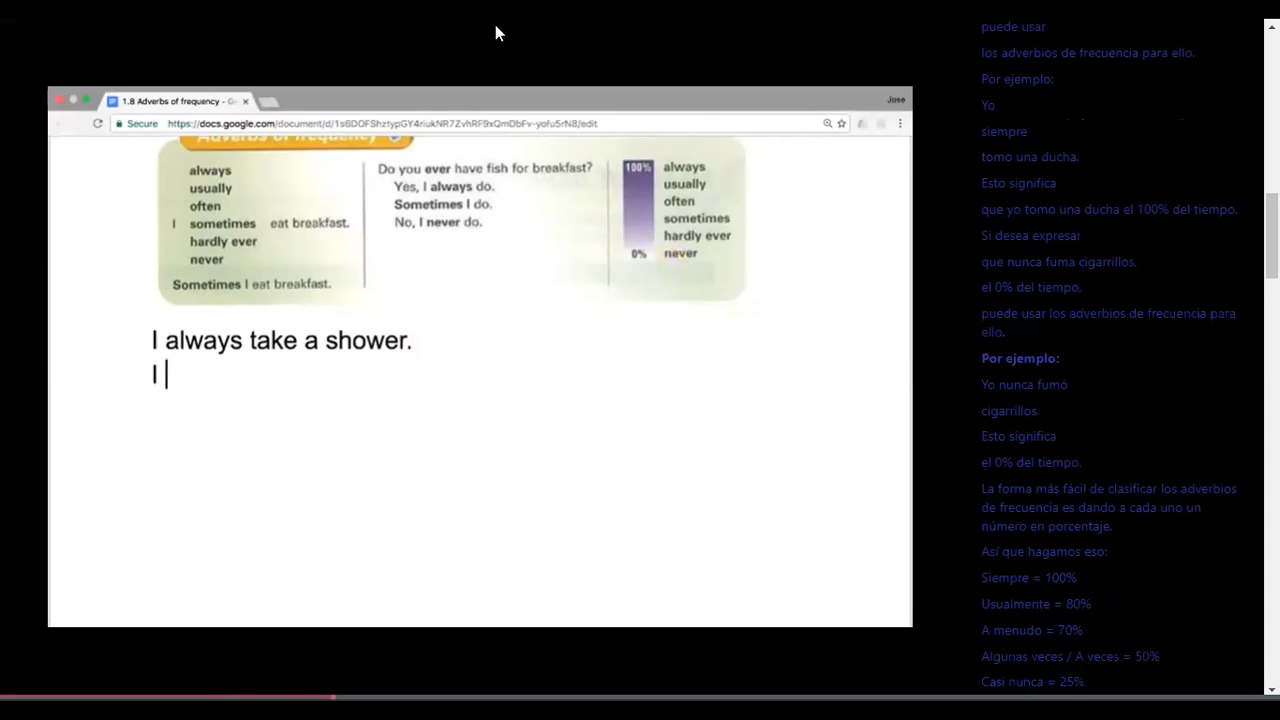 1.8 Adverbs of frequency - Go
Jose
Secure
https://docs.google.com/document/d/1s6DOFShztypGY4riukNR7ZvhRF9xQmDbFv-yofu5rN8/edit
Adverbs of frequency
always
usually
often
I sometimes eat breakfast.
hardly ever
never
Sometimes I eat breakfast.
Do you ever have fish for breakfast?
Yes, I always do.
Sometimes I do.
No, I never do.
100% always
usually
often
sometimes
hardly ever
0% never
I always take a shower.
I
puede usar
los adverbios de frecuencia para ello.
Por ejemplo:
Yo
siempre
tomo una ducha.
Esto significa
que yo tomo una ducha el 100% del tiempo.
Si desea expresar
que nunca fuma cigarrillos.
el 0% del tiempo.
puede usar los adverbios de frecuencia para
ello.
Por ejemplo:
Yo nunca fumó
cigarrillos.
Esto significa
el 0% del tiempo.
La forma más fácil de clasificar los adverbios
de frecuencia es dando a cada uno un
número en porcentaje.
Así que hagamos eso:
Siempre = 100%
Usualmente = 80%
A menudo = 70%
Algunas veces / A veces = 50%
Casi nunca = 25%